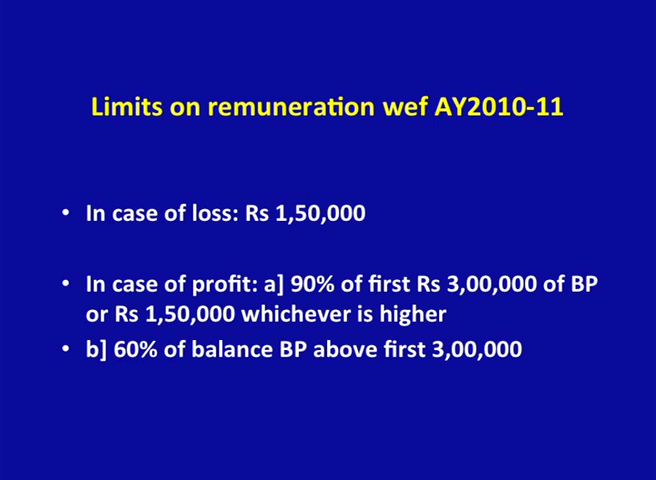 Limits on remuneration wef AY2010-11
• In case of loss: Rs 1,50,000
• In case of profit: a] 90% of first Rs 3,00,000 of BP
or Rs 1,50,000 whichever is higher
• b] 60% of balance BP above first 3,00,000